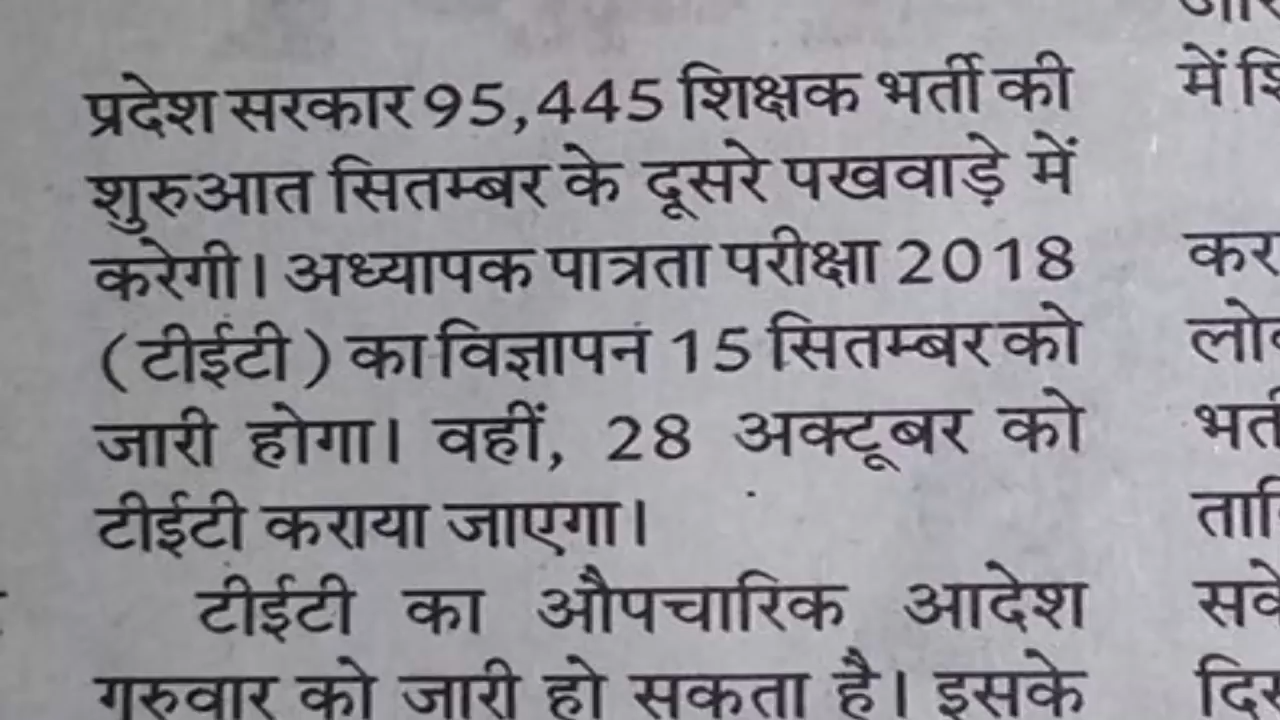 प्रदेश सरकार 95,445 शिक्षक भर्ती की
शुरुआत सितम्बर के दूसरे पखवाड़े में
करेगी। अध्यापक पात्रता परीक्षा 2018
(टीईटी) का विज्ञापन 15 सितम्बर को
जारी होगा। वहीं, 28 अक्टूबर को
टीईटी कराया जाएगा।
टीईटी का औपचारिक आदेश
गुरुवार को जारी हो सकता है। इसके
में
कर